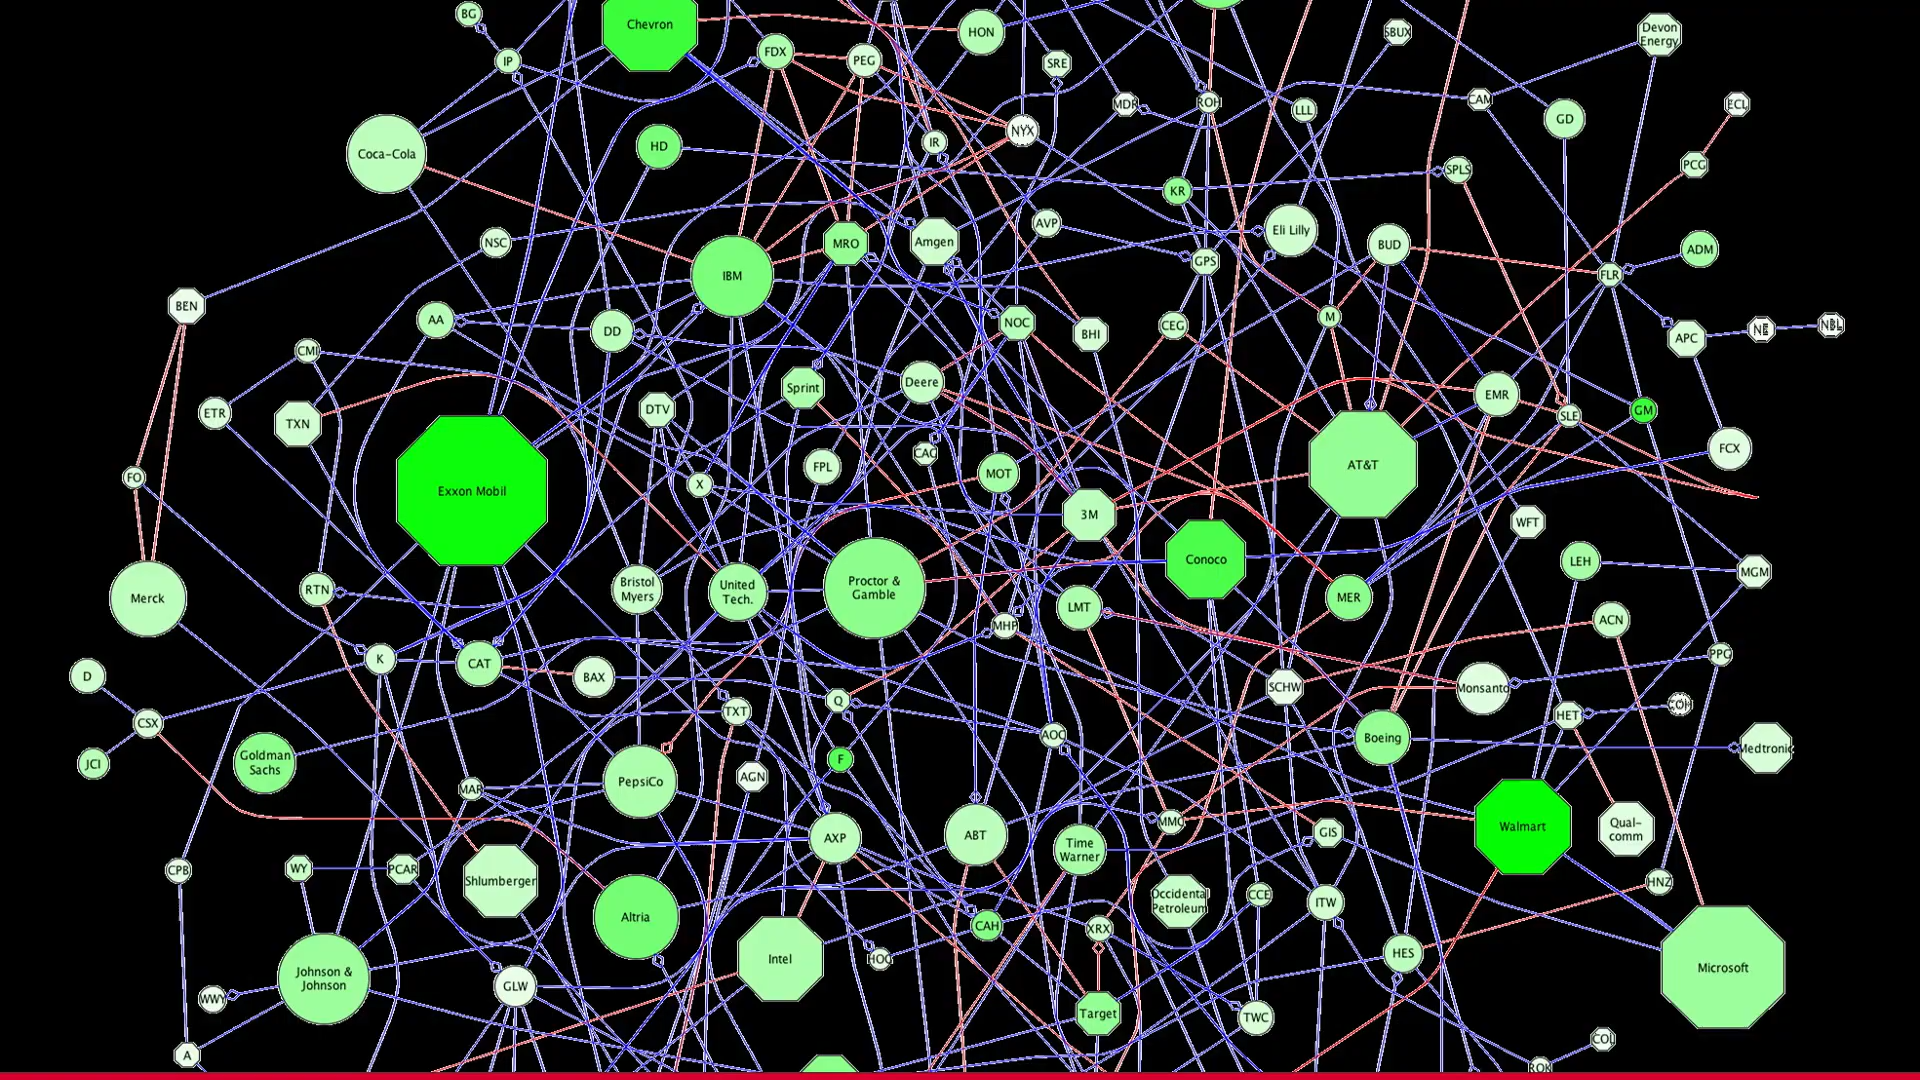 BG
Chevron
HON
SBUX
Devon
Energy
FDX
PEG
IP
SRE
CAM
ECL
MDR
ROH
LLL
GD
NYX
HD
IR
Coca-Cola
PCG
SPLS
KR
AVP
Eli Lilly
NSC
MRO
Amgen
BUD
ADM
GPS
FLR
IBM
BEN
AA
DD
NOC
BHI
CEG
M
APC
NE
NBL
CMI
Sprint
Deere
EMR
ETR
TXN
DTV
GM
SLE
FCX
FPL
CAG
MOT
AT&T
FO
Exxon Mobil
X
3M
WFT
Conoco
LEH
MGM
Merck
RTN
Bristol
Myers
United
Tech.
Proctor &
Gamble
LMT
MER
MHP
ACN
PPG
K
CAT
BAX
D
SCHW
Monsanto
Q
TXT
CSX
HET
AOC
Boeing
Medtronic
JCI
Goldman
Sachs
F
MAR
PepsiCo
AGN
MMC
GIS
Walmart
Qual-
comm
AXP
ABT
Time
Warner
CPB
WY
PCAR
Shlumberger
Occidental
Petroleum
CCE
ITW
HNZ
Altria
CAH
XRX
Intel
HOG
HES
Microsoft
Johnson &
Johnson
GLW
WWY
Target
TWC
A
COL
ROK